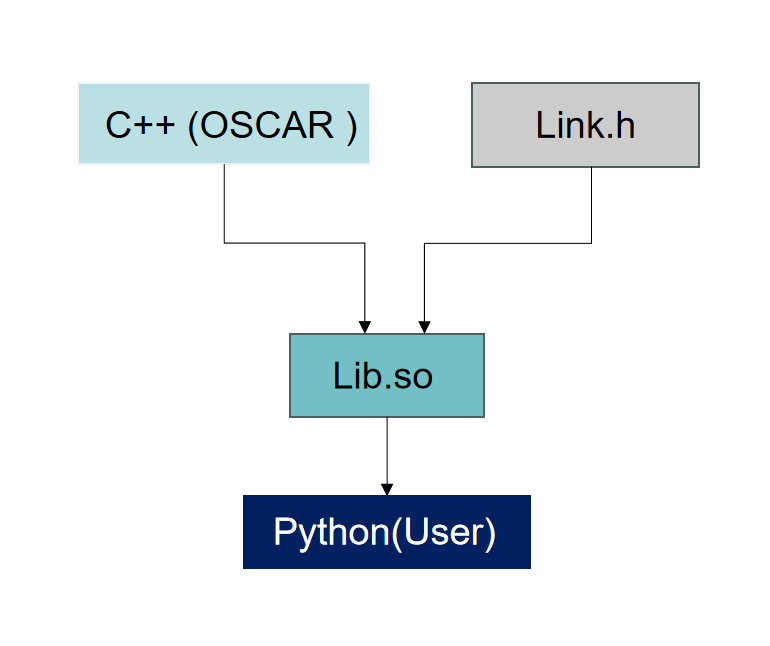 C++ (OSCAR )
Link.h
Lib.so
Python(User)